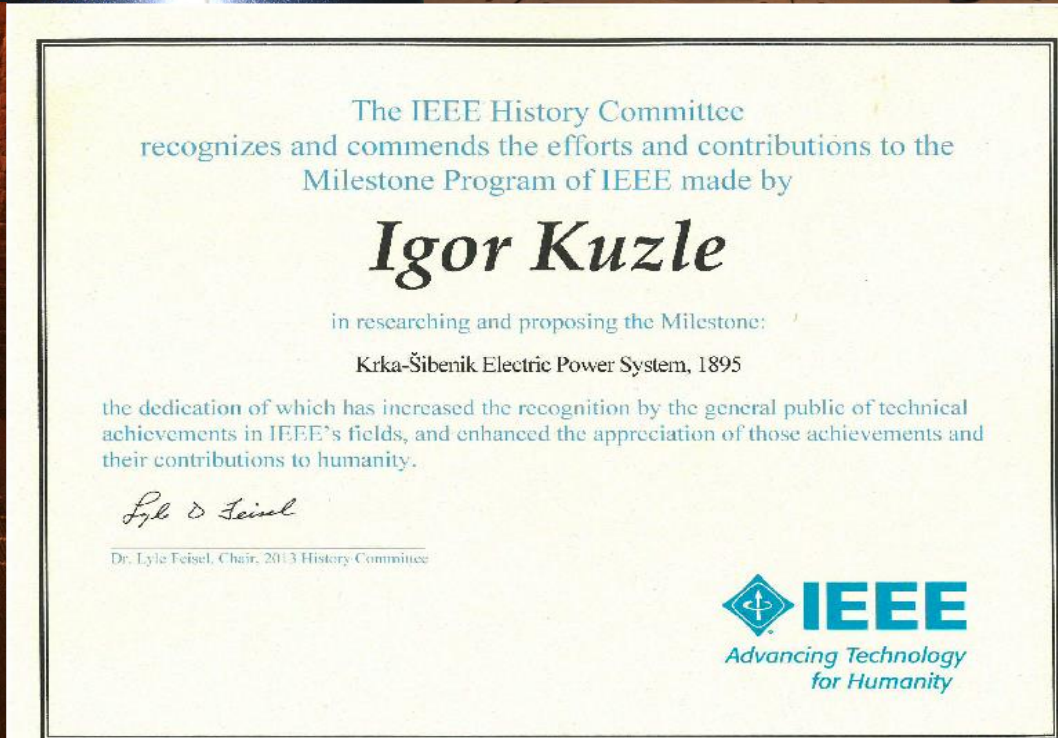 The IEEE History Committee
recognizes and commends the efforts and contributions to the
Milestone Program of IEEE made by
Igor Kuzle
in researching and proposing the Milestone:
Krka-Šibenik Electric Power System, 1895
the dedication of which has increased the recognition by the general public of technical
achievements in IEEE's fields, and enhanced the appreciation of those achievements and
their contributions to humanity.
Lyle D Feisel
Dr. Lyle Feisel, Chair, 2013 History Committee
IEEE
Advancing Technology
for Humanity